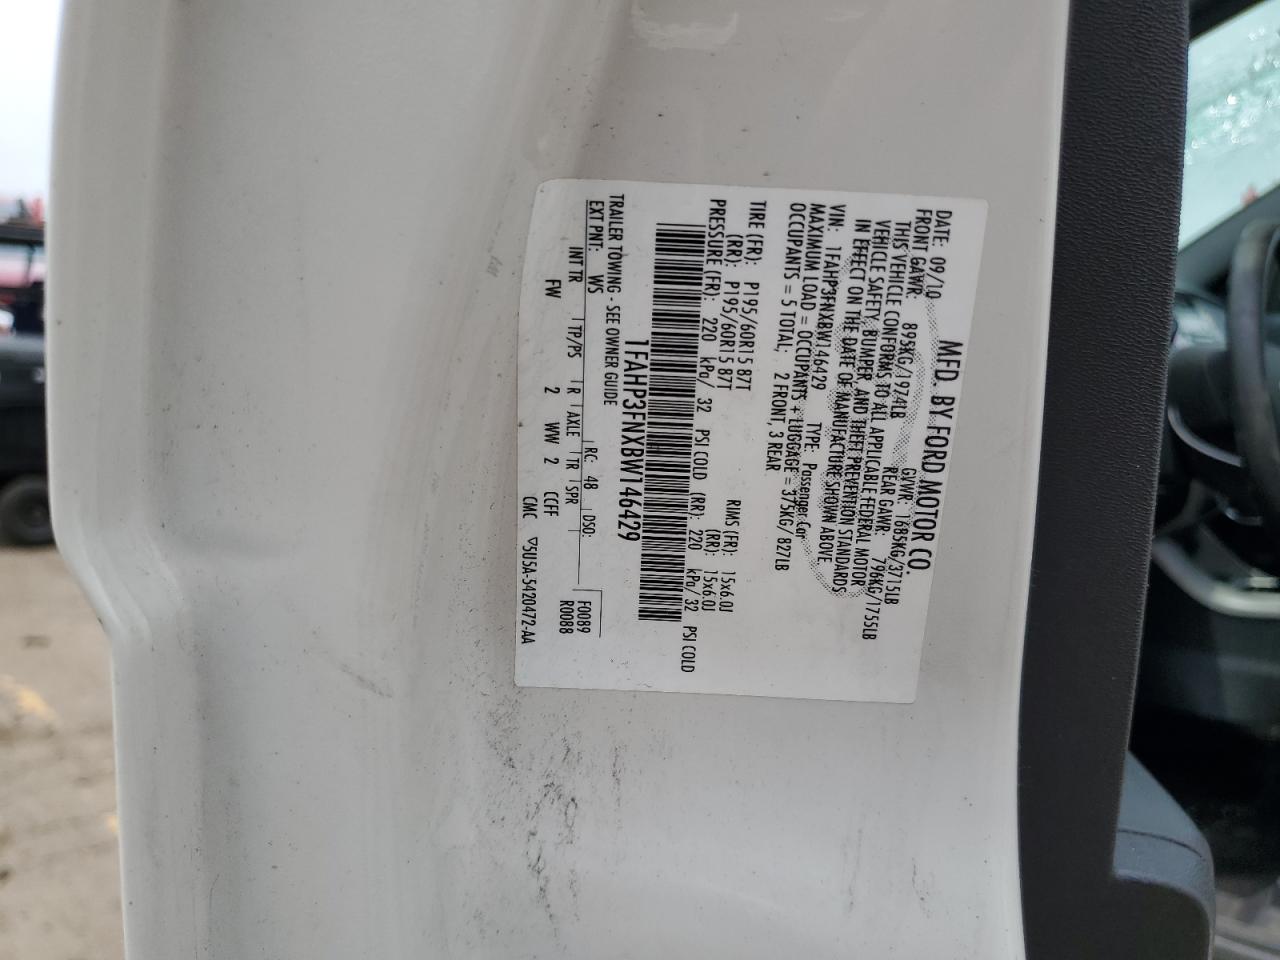 MFD. BY FORD MOTOR CO.
DATE: 09/10 GVWR: 1685KG/3715LB
FRONT GAWR: 895KG/1974LB REAR GAWR: 796KG/1755LB
THIS VEHICLE CONFORMS TO ALL APPLICABLE FEDERAL MOTOR
VEHICLE SAFETY, BUMPER, AND THEFT PREVENTION STANDARDS
IN EFFECT ON THE DATE OF MANUFACTURE SHOWN ABOVE.
VIN: 1FAHP3FNXBW146429 TYPE: Passenger Car
MAXIMUM LOAD = OCCUPANTS + LUGGAGE = 375KG/ 827LB
OCCUPANTS = 5 TOTAL; 2 FRONT, 3 REAR
TIRE (FR): P195/60R15 87T RIMS (FR): 15x6.0J
(RR): P195/60R15 87T (RR): 15x6.0J
PRESSURE (FR): 220 kPa/ 32 PSI COLD (RR): 220 kPa/ 32 PSI COLD
1FAHP3FNXBW146429
TRAILER TOWING - SEE OWNER GUIDE
EXT PNT: WS RC: 48 DSO: F0089
INT TR TP/PS R AXLE TR SPR R0088
FW 2 WW 2 CCFF
CMC ▽5U5A-5420472-AA